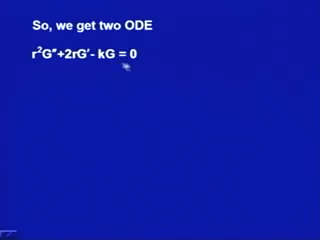 So, we get two ODE
r²G″+2rG′- kG = 0